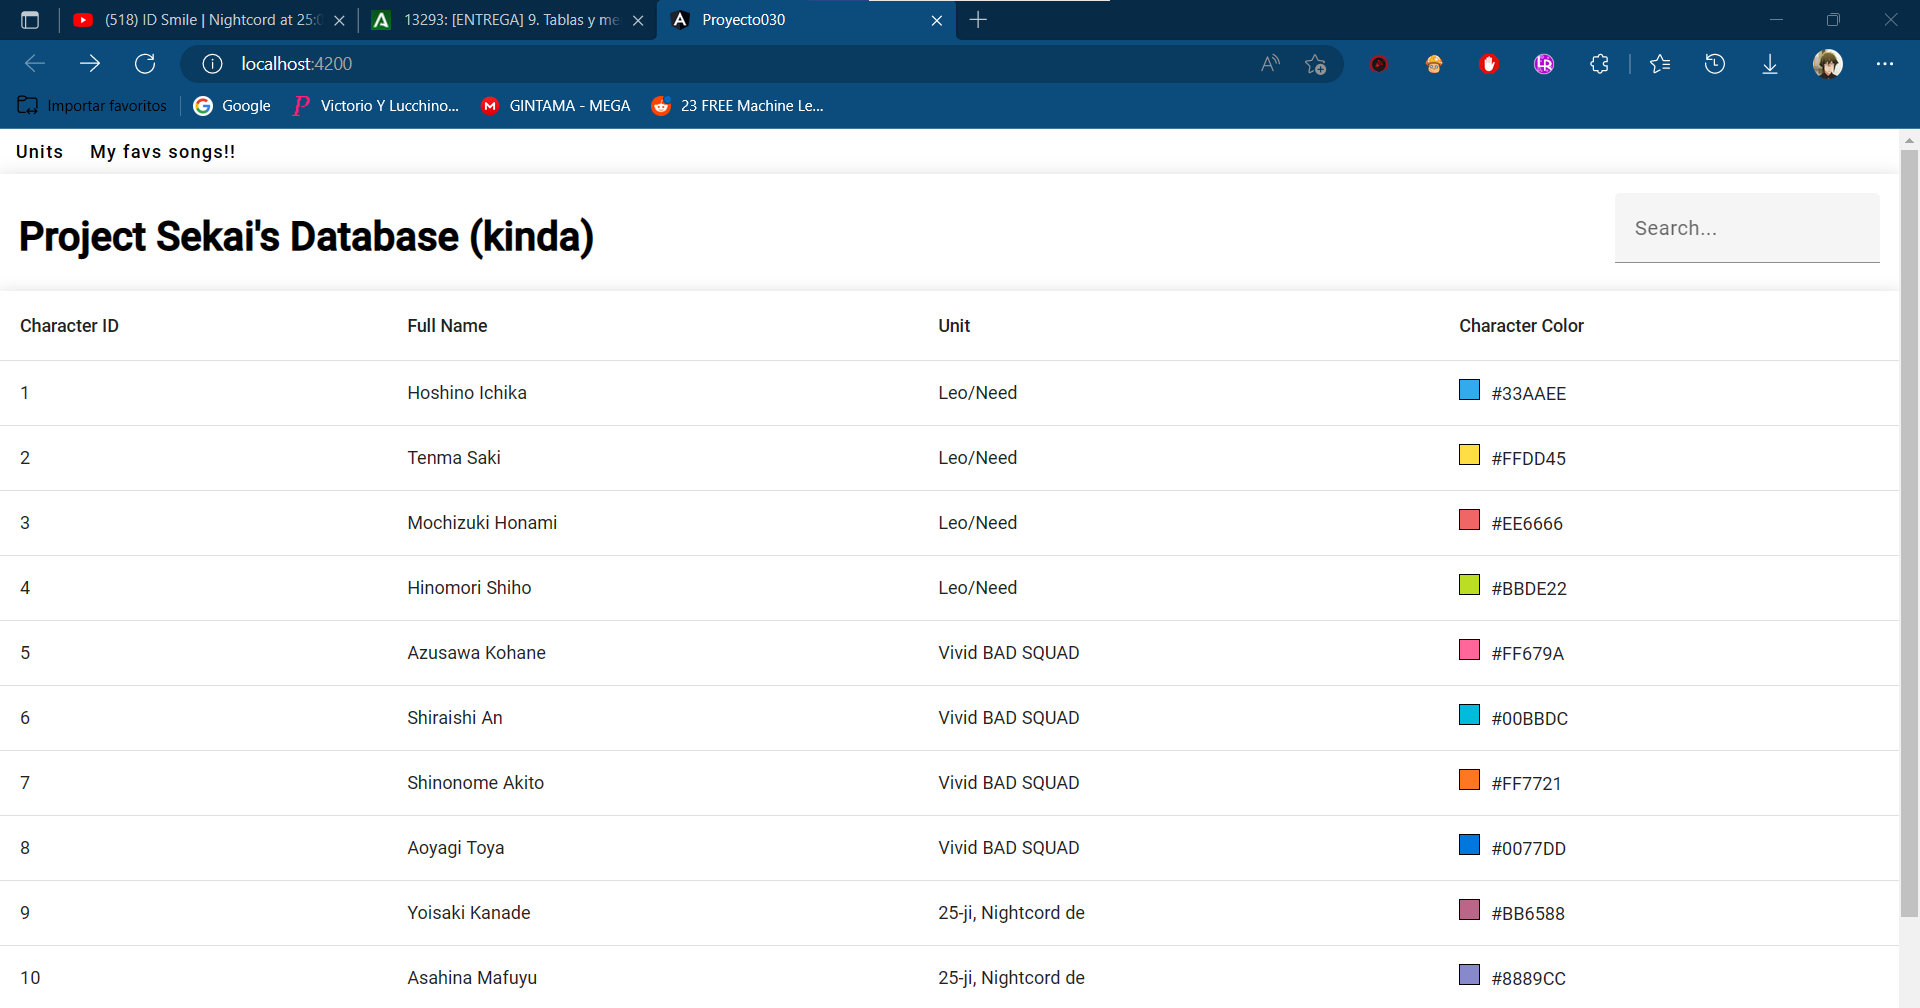 (518) ID Smile | Nightcord at 25:0
13293: [ENTREGA] 9. Tablas y me
Proyecto030
localhost:4200
Importar favoritos
Google
Victorio Y Lucchino...
GINTAMA - MEGA
23 FREE Machine Le...
Units
My favs songs!!
Project Sekai's Database (kinda)
Search...
Character ID Full Name Unit Character Color
1 Hoshino Ichika Leo/Need #33AAEE
2 Tenma Saki Leo/Need #FFDD45
3 Mochizuki Honami Leo/Need #EE6666
4 Hinomori Shiho Leo/Need #BBDE22
5 Azusawa Kohane Vivid BAD SQUAD #FF679A
6 Shiraishi An Vivid BAD SQUAD #00BBDC
7 Shinonome Akito Vivid BAD SQUAD #FF7721
8 Aoyagi Toya Vivid BAD SQUAD #0077DD
9 Yoisaki Kanade 25-ji, Nightcord de #BB6588
10 Asahina Mafuyu 25-ji, Nightcord de #8889CC